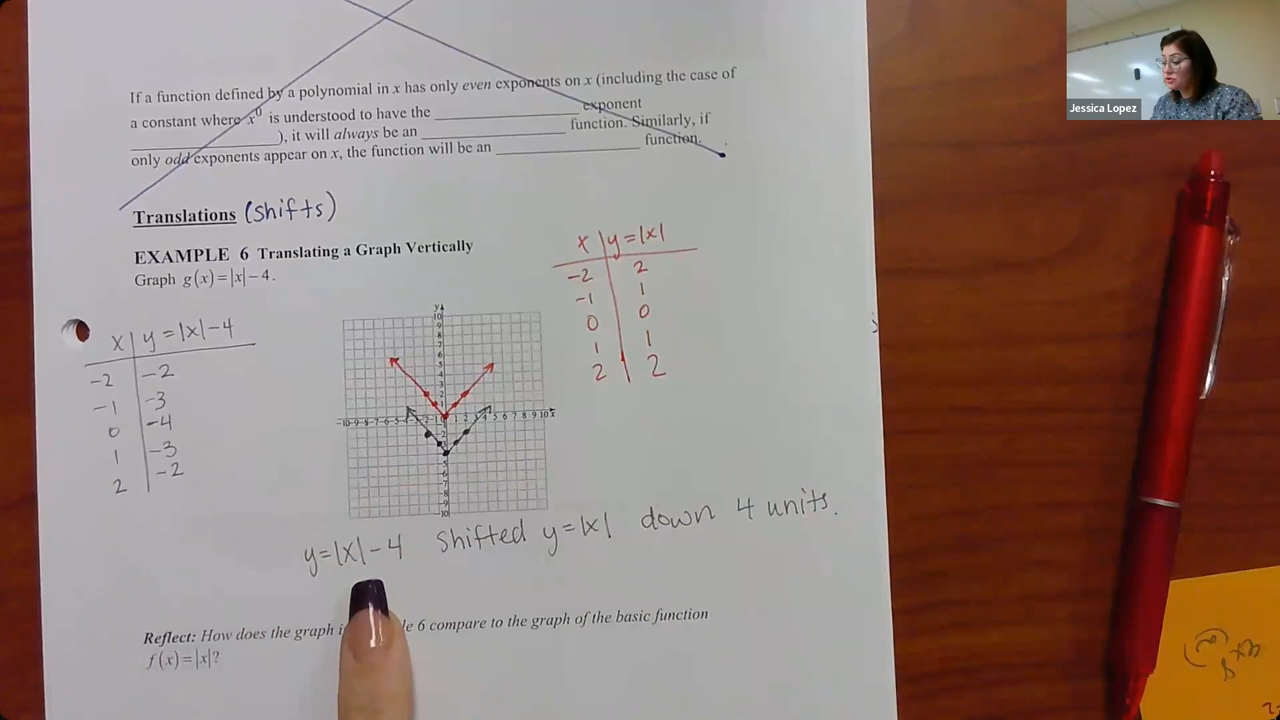 If a function defined by a polynomial in x has only even exponents on x (including the case of
a constant where x⁰ is understood to have the ____________ exponent
____________), it will always be an ____________ function. Similarly, if
only odd exponents appear on x, the function will be an ____________ function.
Translations (shifts)
EXAMPLE 6 Translating a Graph Vertically
Graph g(x)=|x|−4.
x | y=|x|
-2 2
-1 1
0 0
1 1
2 2
x | y=|x|-4
-2 -2
-1 -3
0 -4
1 -3
2 -2
y=|x|-4 shifted y=|x| down 4 units.
Reflect: How does the graph i 6 compare to the graph of the basic function
f(x)=|x|?
Jessica Lopez